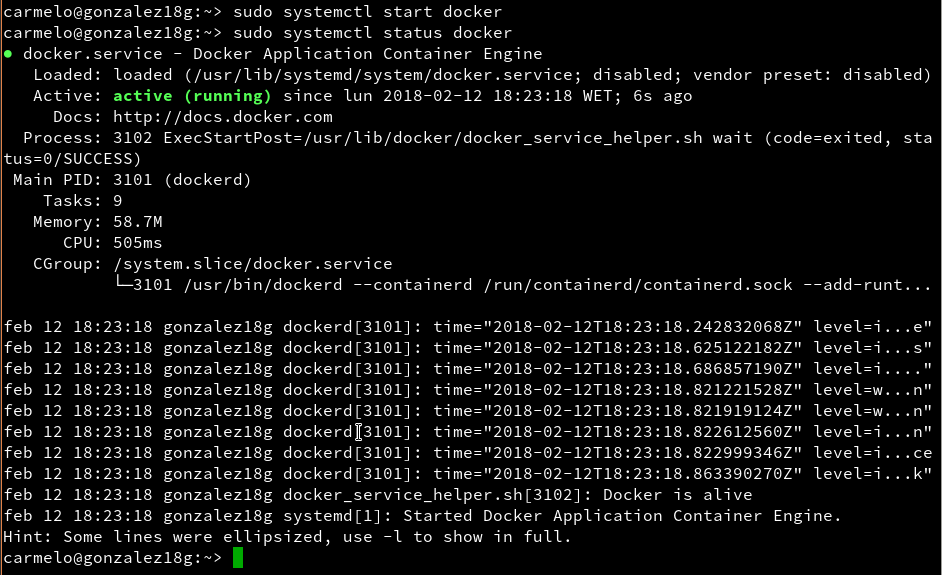 carmelo@gonzalez18g:~> sudo systemctl start docker
carmelo@gonzalez18g:~> sudo systemctl status docker
● docker.service - Docker Application Container Engine
   Loaded: loaded (/usr/lib/systemd/system/docker.service; disabled; vendor preset: disabled)
   Active: active (running) since lun 2018-02-12 18:23:18 WET; 6s ago
     Docs: http://docs.docker.com
  Process: 3102 ExecStartPost=/usr/lib/docker/docker_service_helper.sh wait (code=exited, sta
tus=0/SUCCESS)
 Main PID: 3101 (dockerd)
    Tasks: 9
   Memory: 58.7M
      CPU: 505ms
   CGroup: /system.slice/docker.service
           └─3101 /usr/bin/dockerd --containerd /run/containerd/containerd.sock --add-runt...

feb 12 18:23:18 gonzalez18g dockerd[3101]: time="2018-02-12T18:23:18.242832068Z" level=i...e"
feb 12 18:23:18 gonzalez18g dockerd[3101]: time="2018-02-12T18:23:18.625122182Z" level=i...s"
feb 12 18:23:18 gonzalez18g dockerd[3101]: time="2018-02-12T18:23:18.686857190Z" level=i...."
feb 12 18:23:18 gonzalez18g dockerd[3101]: time="2018-02-12T18:23:18.821221528Z" level=w...n"
feb 12 18:23:18 gonzalez18g dockerd[3101]: time="2018-02-12T18:23:18.821919124Z" level=w...n"
feb 12 18:23:18 gonzalez18g dockerd[3101]: time="2018-02-12T18:23:18.822612560Z" level=i...n"
feb 12 18:23:18 gonzalez18g dockerd[3101]: time="2018-02-12T18:23:18.822999346Z" level=i...ce
feb 12 18:23:18 gonzalez18g dockerd[3101]: time="2018-02-12T18:23:18.863390270Z" level=i...k"
feb 12 18:23:18 gonzalez18g docker_service_helper.sh[3102]: Docker is alive
feb 12 18:23:18 gonzalez18g systemd[1]: Started Docker Application Container Engine.
Hint: Some lines were ellipsized, use -l to show in full.
carmelo@gonzalez18g:~>